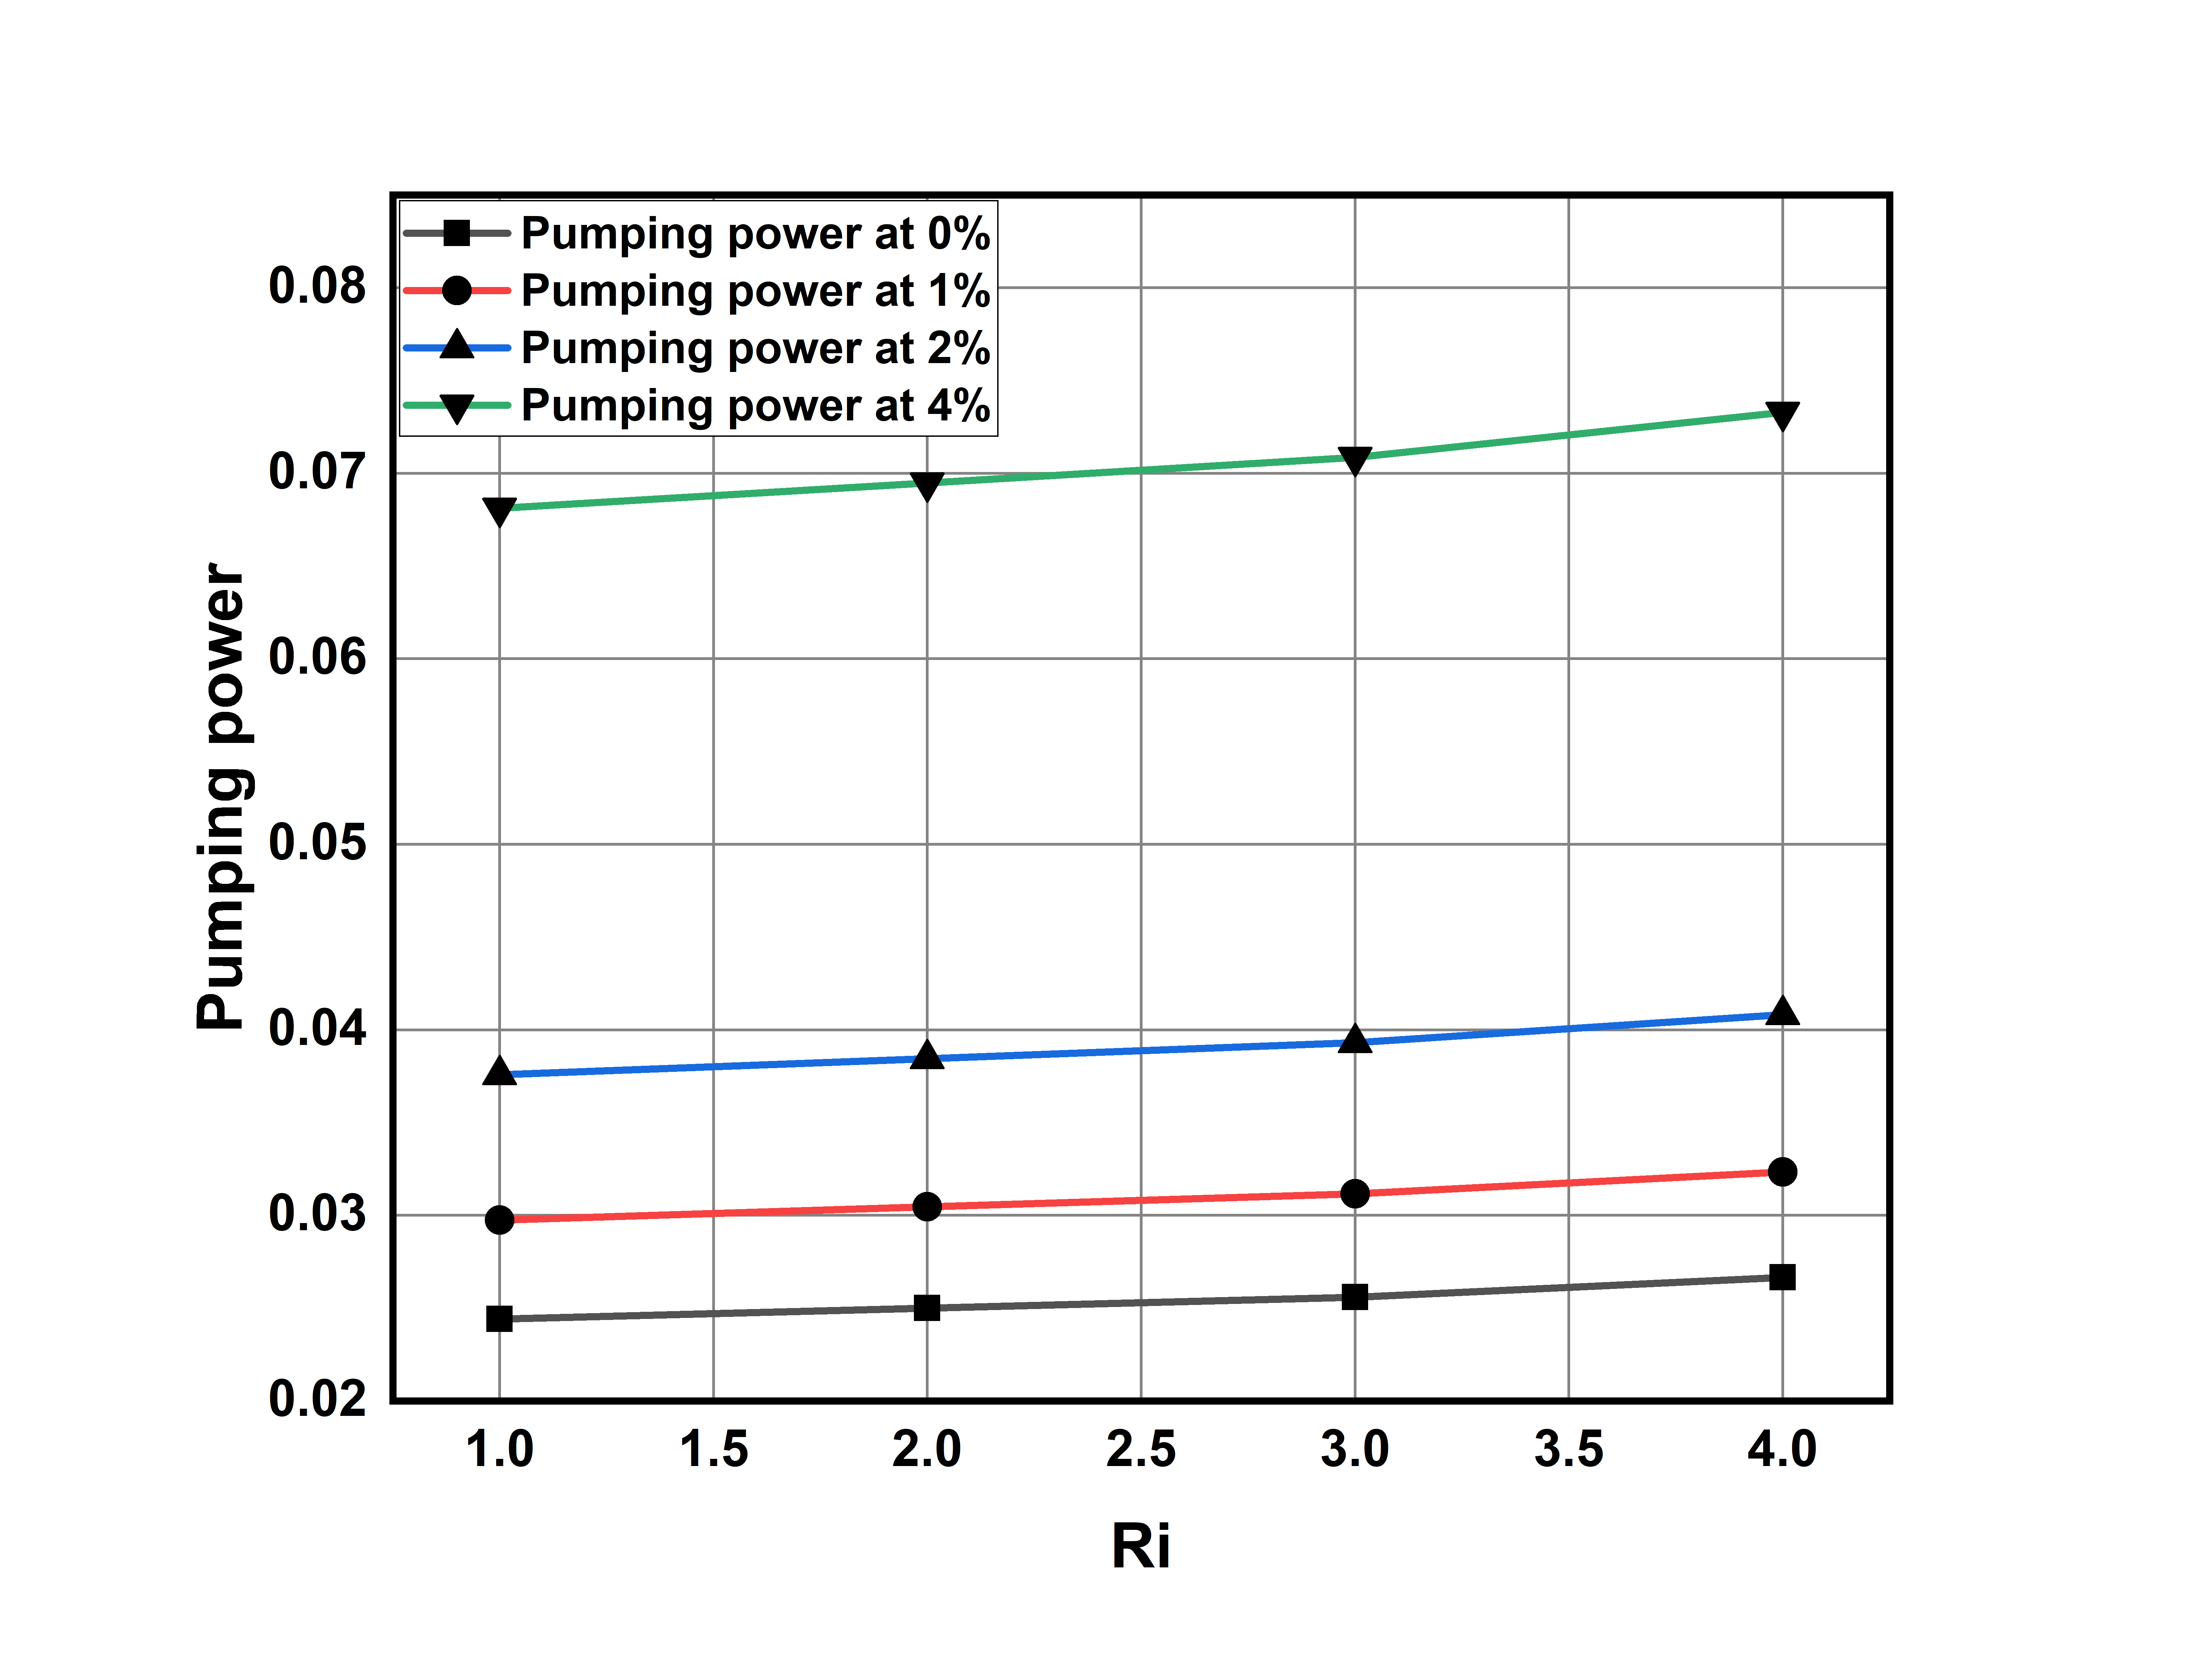 Pumping power at 0%
Pumping power at 1%
Pumping power at 2%
Pumping power at 4%
0.08
0.07
0.06
0.05
0.04
0.03
0.02
Pumping power
1.0 1.5 2.0 2.5 3.0 3.5 4.0
Ri